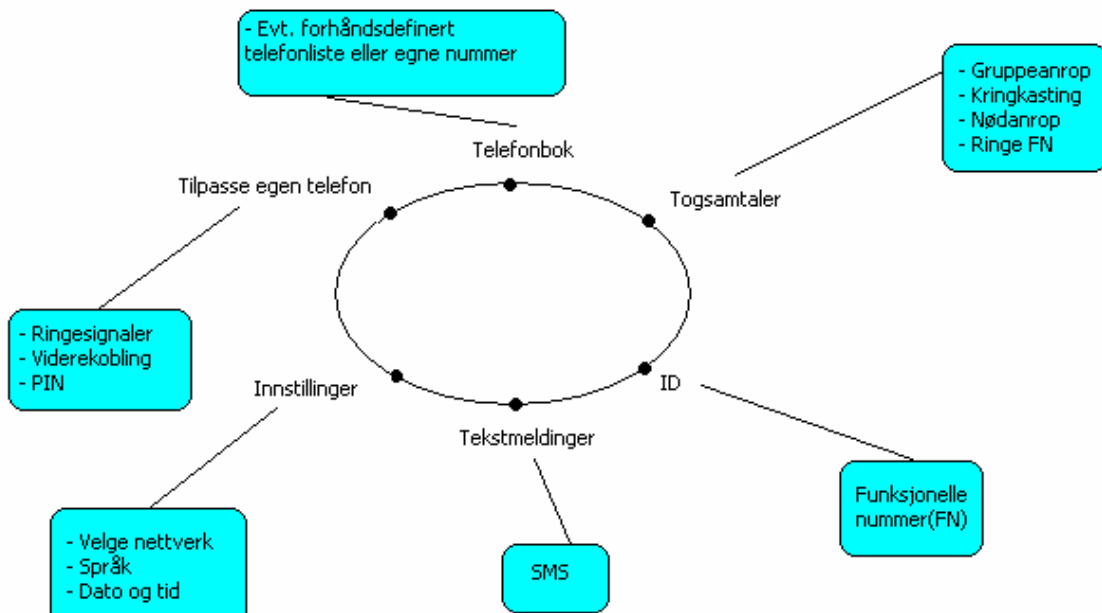 - Evt. forhåndsdefinert
telefonliste eller egne nummer
- Gruppeanrop
- Kringkasting
- Nødanrop
- Ringe FN
Telefonbok
Tilpasse egen telefon
Togsamtaler
- Ringesignaler
- Viderekobling
- PIN
Innstillinger
ID
Tekstmeldinger
Funksjonelle
nummer(FN)
- Velge nettverk
- Språk
- Dato og tid
SMS